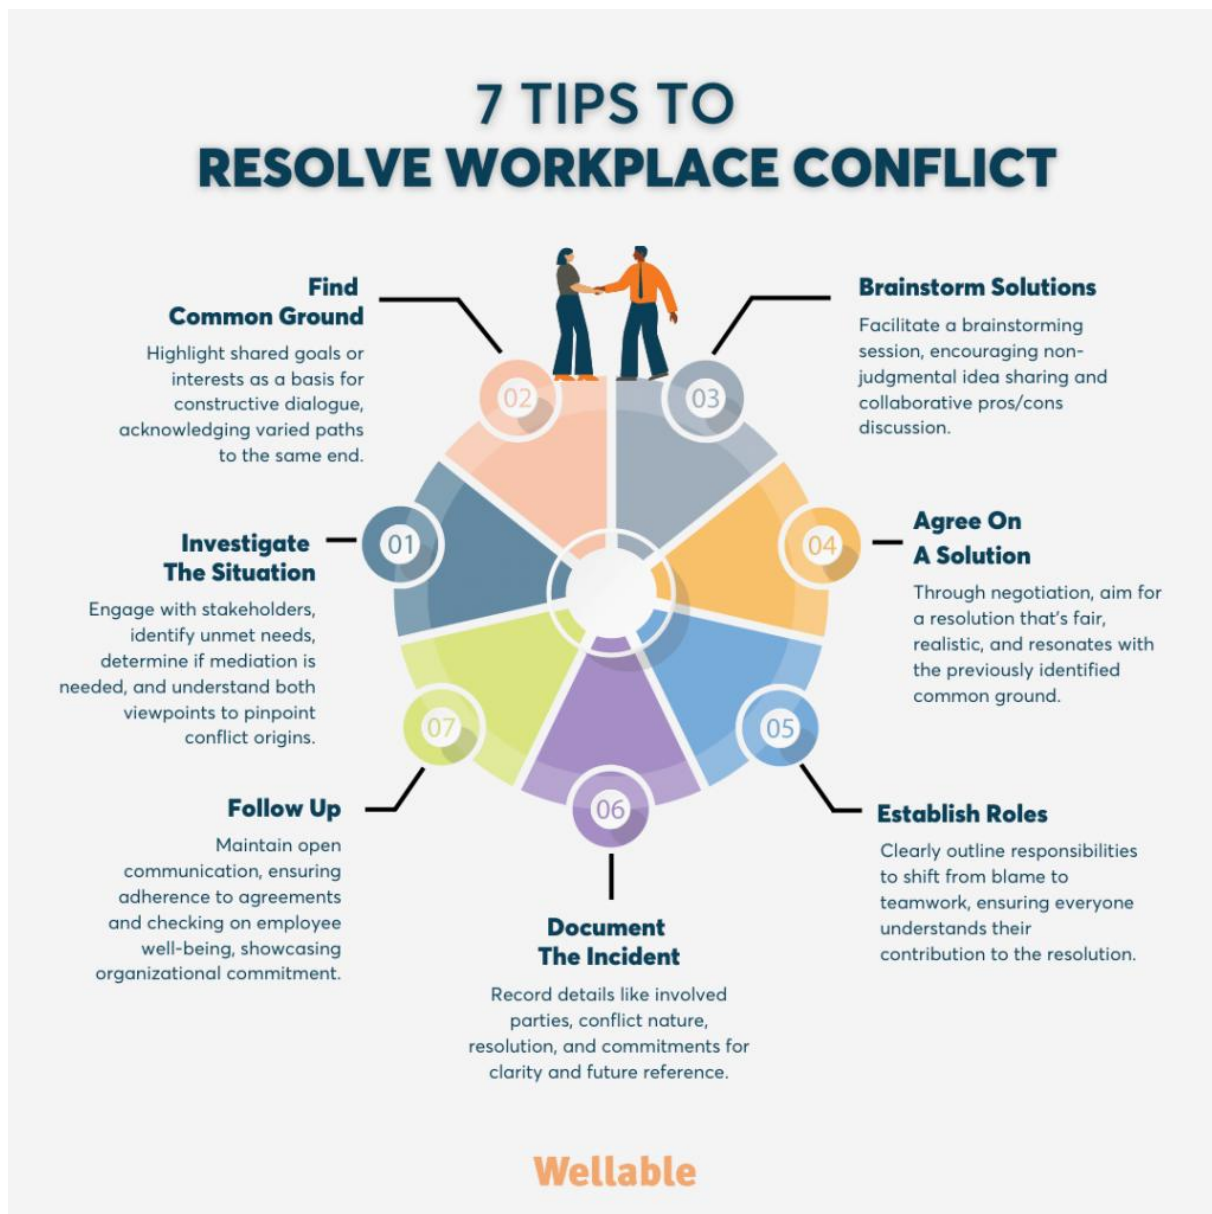 7 TIPS TO
RESOLVE WORKPLACE CONFLICT
01
Investigate
The Situation
Engage with stakeholders,
identify unmet needs,
determine if mediation is
needed, and understand both
viewpoints to pinpoint
conflict origins.
02
Find
Common Ground
Highlight shared goals or
interests as a basis for
constructive dialogue,
acknowledging varied paths
to the same end.
03
Brainstorm Solutions
Facilitate a brainstorming
session, encouraging non-
judgmental idea sharing and
collaborative pros/cons
discussion.
04
Agree On
A Solution
Through negotiation, aim for
a resolution that's fair,
realistic, and resonates with
the previously identified
common ground.
05
Establish Roles
Clearly outline responsibilities
to shift from blame to
teamwork, ensuring everyone
understands their
contribution to the resolution.
06
Document
The Incident
Record details like involved
parties, conflict nature,
resolution, and commitments for
clarity and future reference.
07
Follow Up
Maintain open
communication, ensuring
adherence to agreements
and checking on employee
well-being, showcasing
organizational commitment.
Wellable